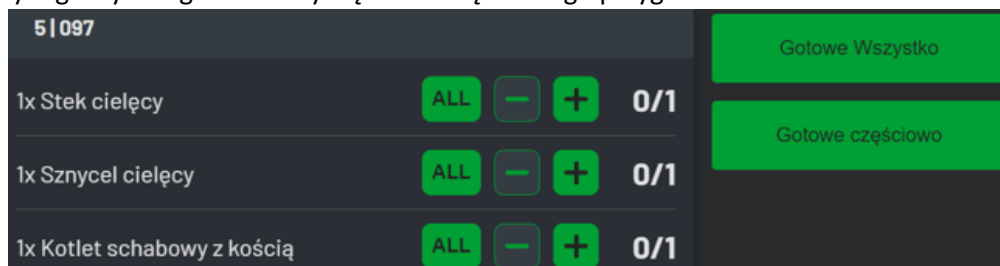 5|097
Gotowe Wszystko
1x Stek cielęcy ALL − + 0/1
Gotowe częściowo
1x Sznycel cielęcy ALL − + 0/1
1x Kotlet schabowy z kością ALL − + 0/1